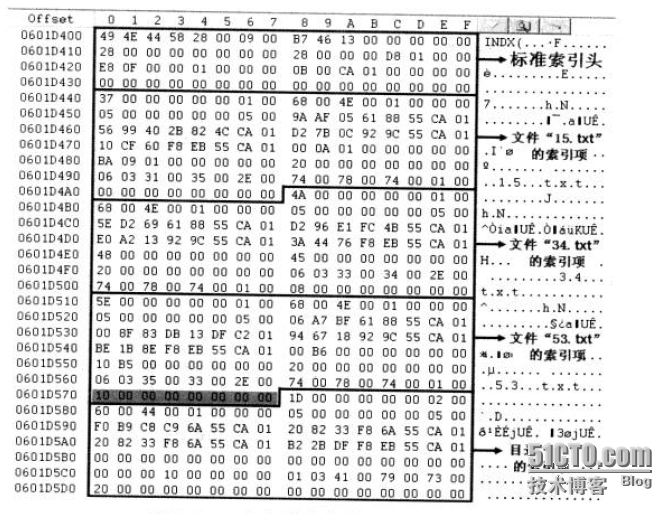 Offset 0 1 2 3 4 5 6 7 8 9 A B C D E F
0601D400 49 4E 44 58 28 00 09 00 B7 46 13 00 00 00 00 00 INDX(...·F......
0601D410 00 00 00 00 00 00 00 00 28 00 00 00 D8 01 00 00
标准索引头
0601D420 E8 0F 00 00 01 00 00 00 0B 00 CA 01 00 00 00 00
0601D430 00 00 00 00 00 00 00 00 00 00 00 00 00 00 00 00
0601D440 37 00 00 00 00 00 01 00 68 00 4E 00 01 00 00 00 7.......h.N.....
0601D450 05 00 00 00 00 00 05 00 9A AF 05 61 88 55 CA 01
0601D460 56 99 40 2B 82 4C CA 01 D2 7B 0C 92 9C 55 CA 01
文件“15.txt”
0601D470 10 CF 60 F8 EB 55 CA 01 00 0A 01 00 00 00 00 00
的索引项
0601D480 BA 09 01 00 00 00 00 00 20 00 00 00 00 00 00 00
0601D490 06 03 31 00 35 00 2E 00 74 00 78 00 74 00 01 00 ..1.5...t.x.t...
0601D4A0 00 00 00 00 00 00 00 00 4A 00 00 00 00 00 01 00
0601D4B0 68 00 4E 00 01 00 00 00 05 00 00 00 00 00 05 00 h.N.............
0601D4C0 5E D2 69 61 88 55 CA 01 D2 96 E1 FC 4B 55 CA 01
0601D4D0 E0 A2 13 92 9C 55 CA 01 3A 44 76 F8 EB 55 CA 01
文件“34.txt”
0601D4E0 48 00 00 00 00 00 00 00 45 00 00 00 00 00 00 00
的索引项
0601D4F0 20 00 00 00 00 00 00 00 06 03 33 00 34 00 2E 00
0601D500 74 00 78 00 74 00 01 00 08 00 00 00 00 00 00 00 t.x.t...........
0601D510 5E 00 00 00 00 00 01 00 68 00 4E 00 01 00 00 00 ^.......h.N.....
0601D520 05 00 00 00 00 00 05 00 06 A7 BF 61 88 55 CA 01
0601D530 00 8F 83 DB 13 DF C2 01 94 67 18 92 9C 55 CA 01
文件“53.txt”
0601D540 BE 1B 8E F8 EB 55 CA 01 00 B6 00 00 00 00 00 00
的索引项
0601D550 10 B5 00 00 00 00 00 00 20 00 00 00 00 00 00 00
0601D560 06 03 35 00 33 00 2E 00 74 00 78 00 74 00 01 00 ..5.3...t.x.t...
0601D570 10 00 00 00 00 00 00 00 1D 00 00 00 00 00 02 00
0601D580 60 00 44 00 01 00 00 00 05 00 00 00 00 00 05 00
0601D590 F0 B9 C8 C9 6A 55 CA 01 20 82 33 F8 6A 55 CA 01
0601D5A0 20 82 33 F8 6A 55 CA 01 B2 2B DF F8 EB 55 CA 01
0601D5B0 00 00 00 00 00 00 00 00 00 00 00 00 00 00 00 00
0601D5C0 00 00 00 10 00 00 00 00 01 03 41 00 79 00 73 00
0601D5D0 20 00 00 00 00 00 00 00 00 00 00 00 00 00 00 00
51CTO.com
技术博客 Blog